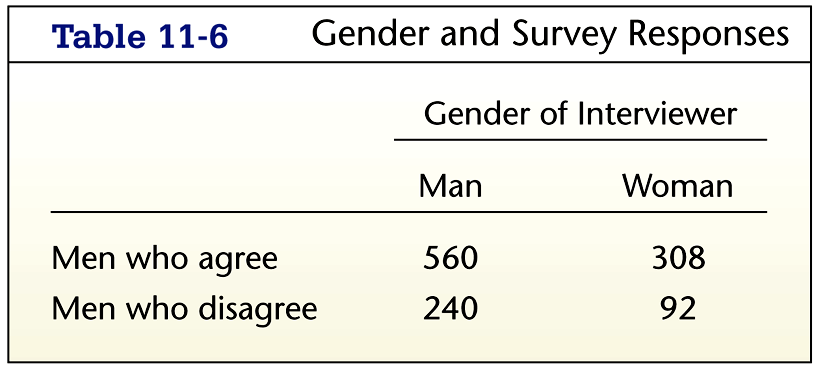 Table 11-6 Gender and Survey Responses
Gender of Interviewer
Man Woman
Men who agree 560 308
Men who disagree 240 92